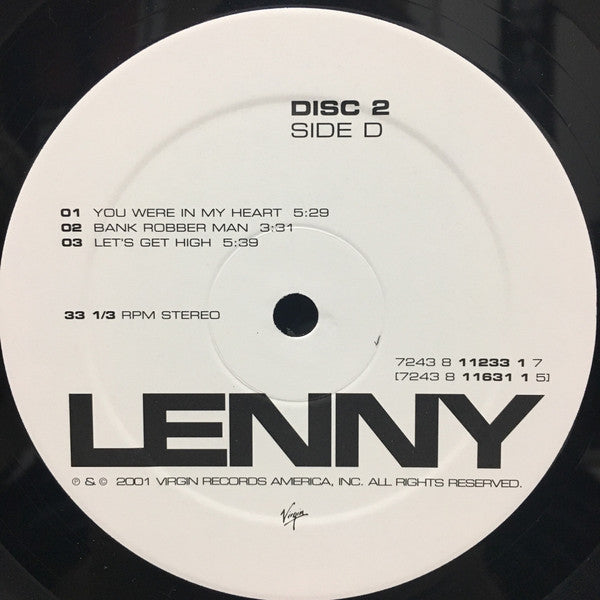 DISC 2
SIDE D
01 YOU WERE IN MY HEART 5:29
02 BANK ROBBER MAN 3:31
03 LET'S GET HIGH 5:39
33 1/3 RPM STEREO
7243 8 11233 1 7
[7243 8 11631 1 5]
LENNY
℗ & © 2001 VIRGIN RECORDS AMERICA, INC. ALL RIGHTS RESERVED.
Virgin